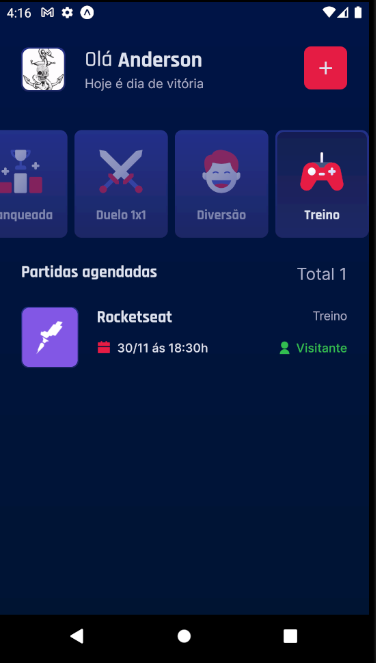 4:16
Olá Anderson
Hoje é dia de vitória
anqueada
Duelo 1x1
Diversão
Treino
Partidas agendadas
Total 1
Rocketseat
Treino
30/11 ás 18:30h
Visitante